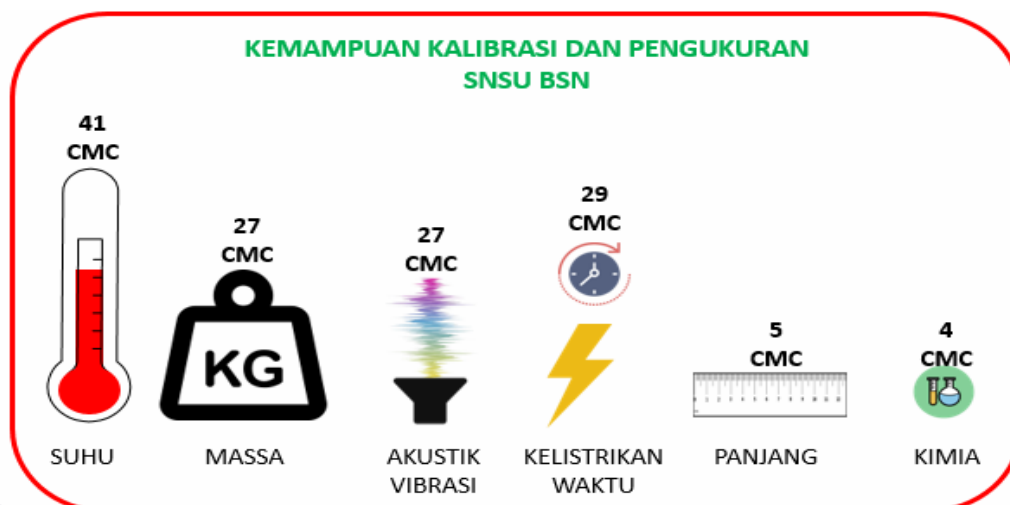 KEMAMPUAN KALIBRASI DAN PENGUKURAN
SNSU BSN
41
CMC
27
CMC
27
CMC
29
CMC
5
CMC
4
CMC
KG
SUHU
MASSA
AKUSTIK
VIBRASI
KELISTRIKAN
WAKTU
PANJANG
KIMIA